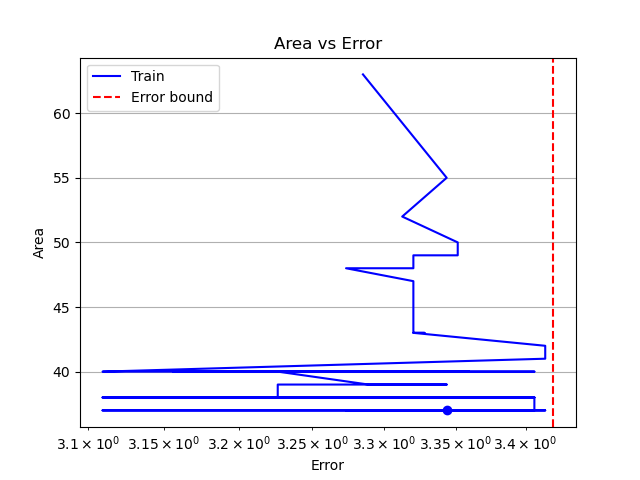 Area vs Error
Train
Error bound
60
55
50
45
40
Area
3.1 × 10⁰ 3.15 × 10⁰ 3.2 × 10⁰ 3.25 × 10⁰ 3.3 × 10⁰ 3.35 × 10⁰ 3.4 × 10⁰
Error